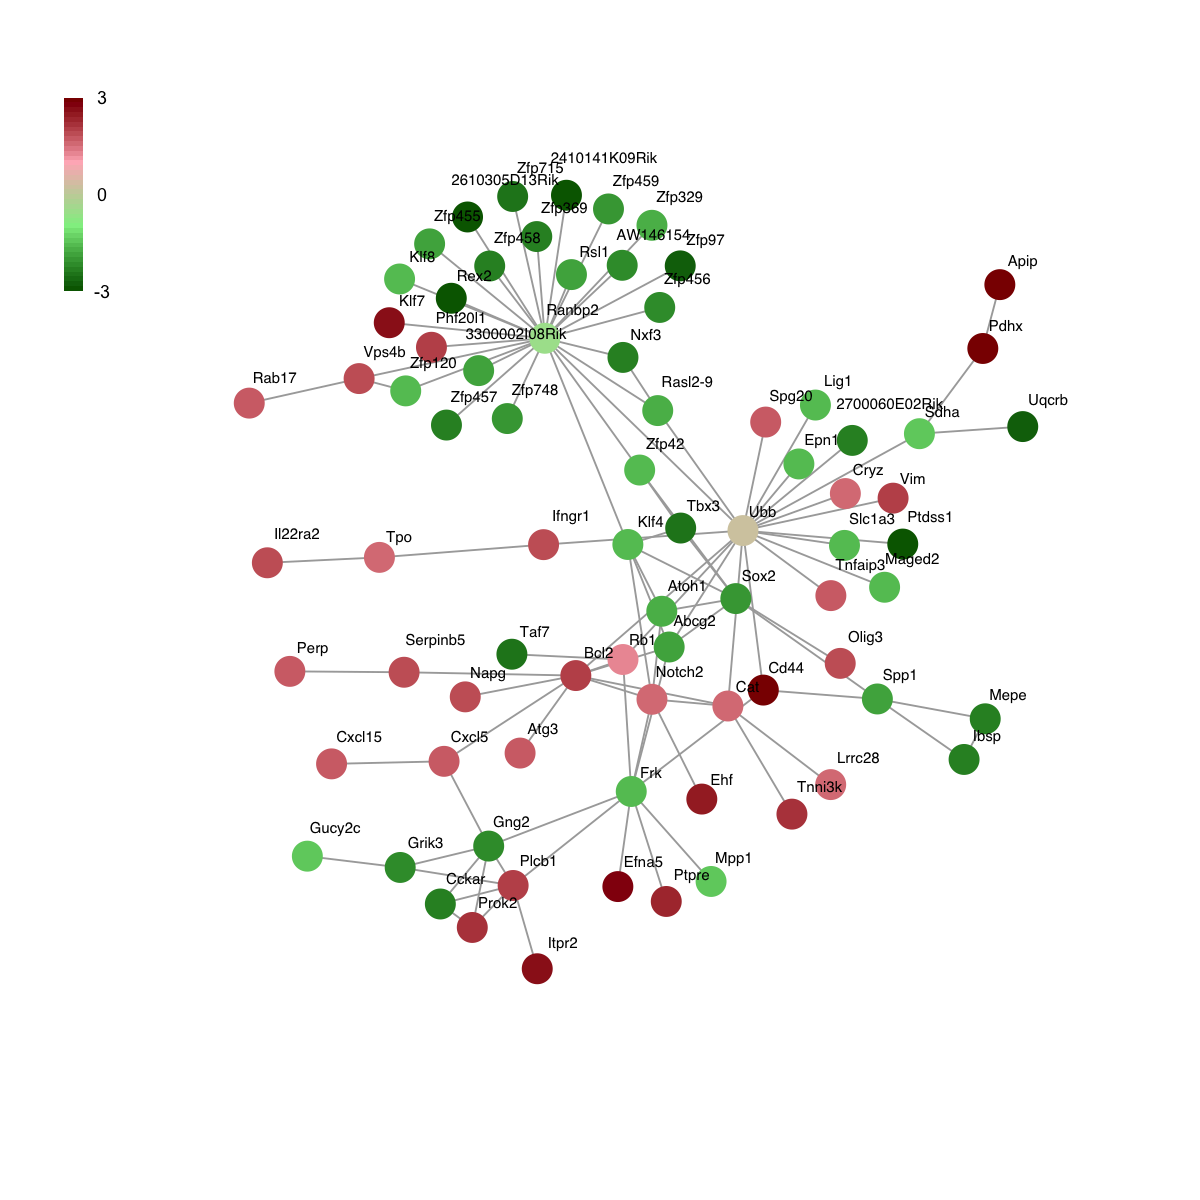 3
0
-3
2410141K09Rik
Zfp715
2610305D13Rik
Zfp459
Zfp329
Zfp369
Zfp455
Zfp458
AW146154
Zfp97
Klf8
Rsl1
Rex2
Zfp456
Apip
Klf7
Ranbp2
Phf20l1
3300002I08Rik
Nxf3
Pdhx
Vps4b
Zfp120
Rab17
Rasl2-9
Lig1
Zfp457
Zfp748
Spg20
2700060E02Rik
Sdha
Uqcrb
Zfp42
Epn1
Cryz
Vim
Tbx3
Ubb
Ifngr1
Klf4
Slc1a3
Ptdss1
Il22ra2
Tpo
Tnfaip3
Maged2
Sox2
Atoh1
Abcg2
Taf7
Olig3
Perp
Serpinb5
Rb1
Bcl2
Napg
Notch2
Cd44
Spp1
Cat
Mepe
Cxcl15
Cxcl5
Atg3
Ibsp
Frk
Ehf
Lrrc28
Tnni3k
Gucy2c
Gng2
Grik3
Plcb1
Efna5
Mpp1
Cckar
Ptpre
Prok2
Itpr2